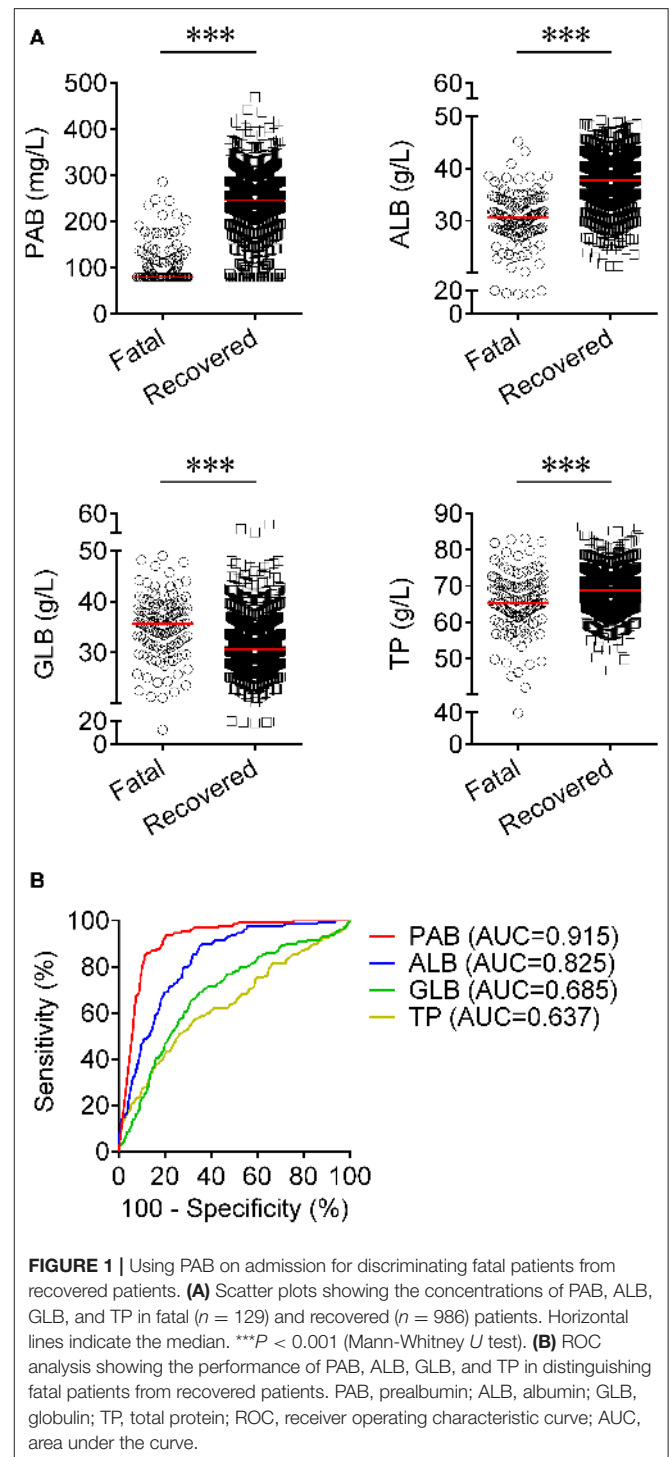 A
***
***
PAB (mg/L)
500
400
300
200
100
0
Fatal
Recovered
ALB (g/L)
60
50
40
30
20
0
Fatal
Recovered
***
***
GLB (g/L)
60
50
40
30
20
0
Fatal
Recovered
TP (g/L)
90
80
70
60
50
40
0
Fatal
Recovered
B
Sensitivity (%)
100
80
60
40
20
0
0 20 40 60 80 100
100 - Specificity (%)
PAB (AUC=0.915)
ALB (AUC=0.825)
GLB (AUC=0.685)
TP (AUC=0.637)
FIGURE 1 | Using PAB on admission for discriminating fatal patients from
recovered patients. (A) Scatter plots showing the concentrations of PAB, ALB,
GLB, and TP in fatal (n = 129) and recovered (n = 986) patients. Horizontal
lines indicate the median. ***P < 0.001 (Mann-Whitney U test). (B) ROC
analysis showing the performance of PAB, ALB, GLB, and TP in distinguishing
fatal patients from recovered patients. PAB, prealbumin; ALB, albumin; GLB,
globulin; TP, total protein; ROC, receiver operating characteristic curve; AUC,
area under the curve.